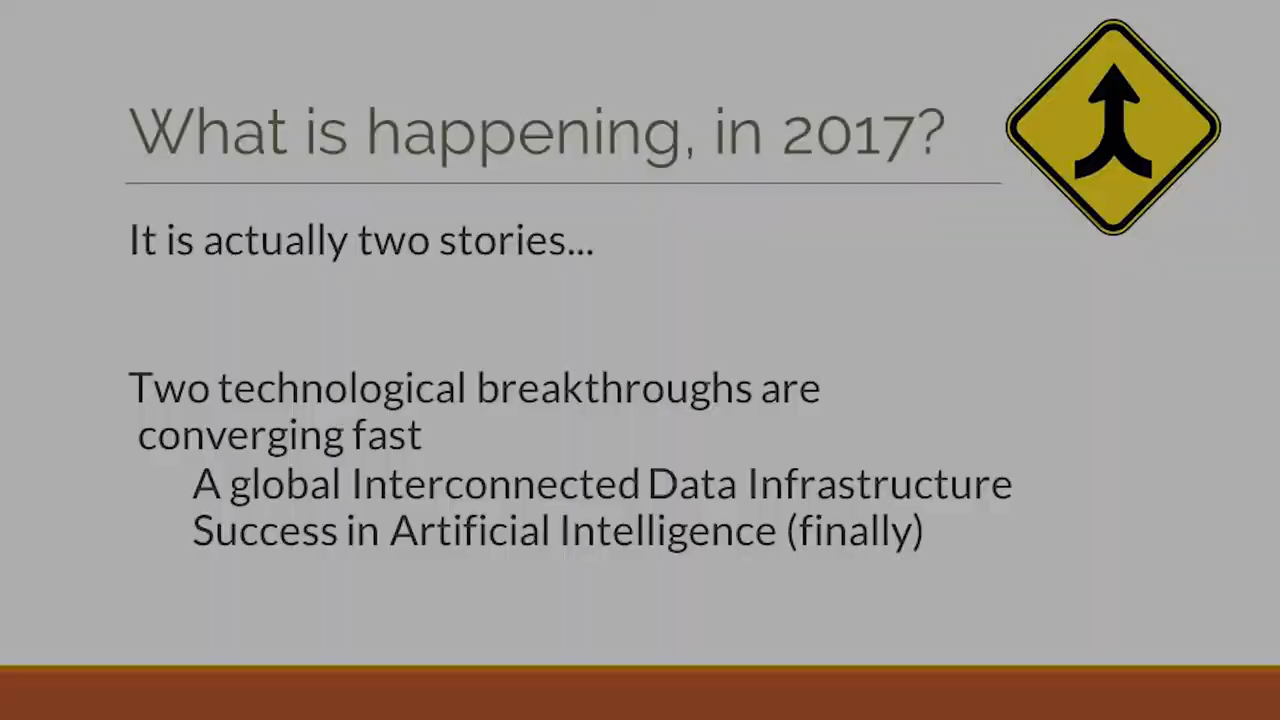 What is happening, in 2017?
It is actually two stories...
Two technological breakthroughs are
converging fast
A global Interconnected Data Infrastructure
Success in Artificial Intelligence (finally)